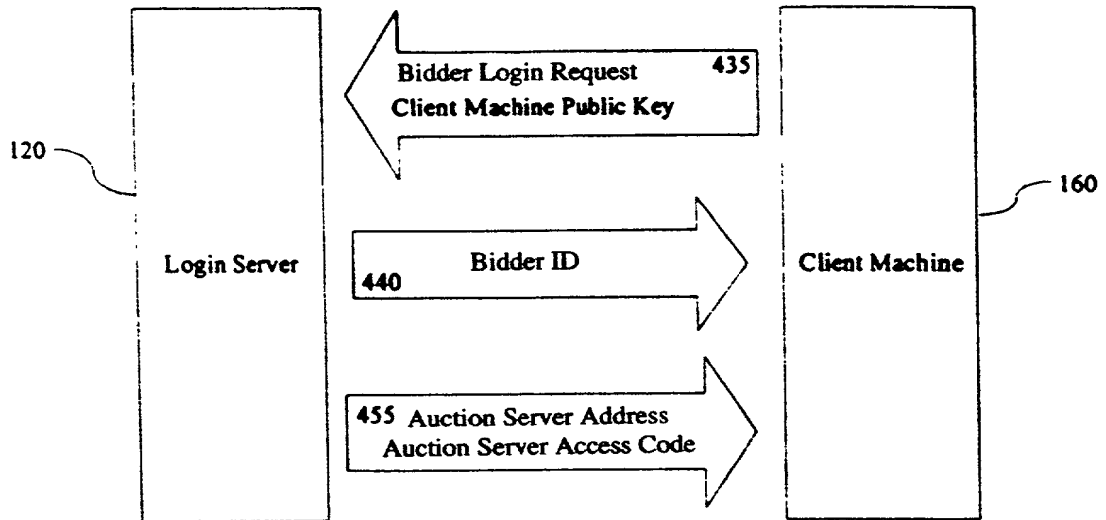 Bidder Login Request 435
Client Machine Public Key
120
160
Login Server
Bidder ID
440
Client Machine
455 Auction Server Address
Auction Server Access Code